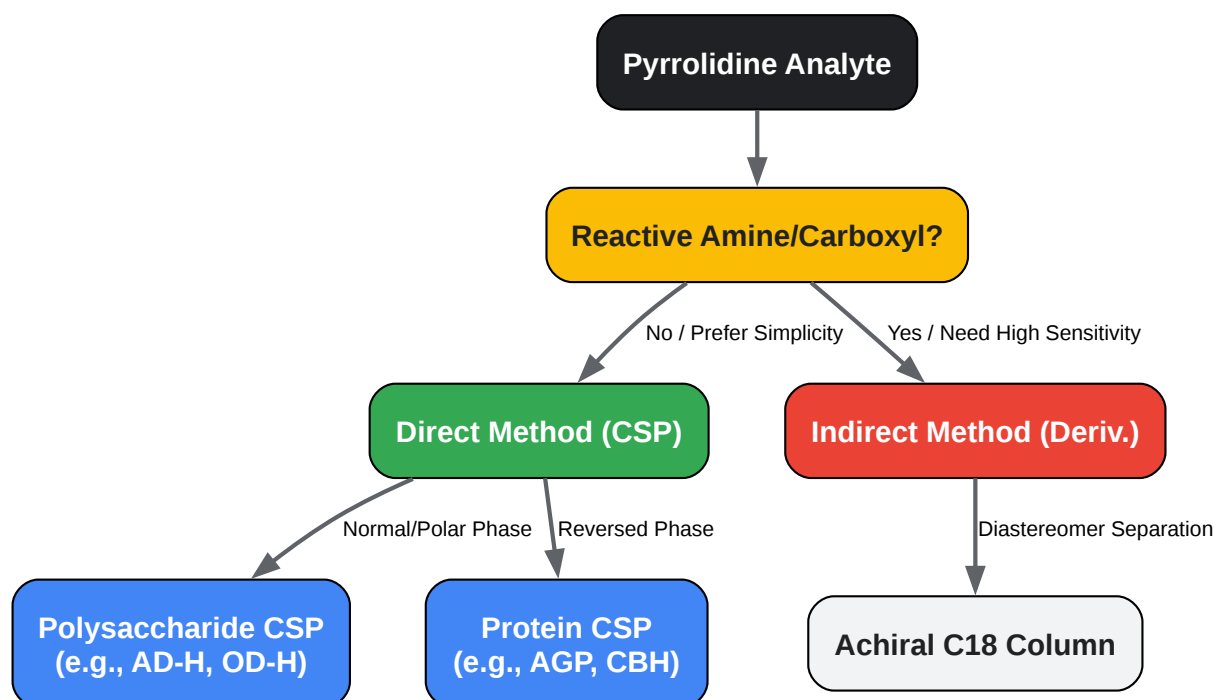 Pyrrolidine Analyte
Reactive Amine/Carboxyl?
No / Prefer Simplicity
Yes / Need High Sensitivity
Direct Method (CSP)
Indirect Method (Deriv.)
Normal/Polar Phase
Reversed Phase
Diastereomer Separation
Polysaccharide CSP
(e.g., AD-H, OD-H)
Protein CSP
(e.g., AGP, CBH)
Achiral C18 Column